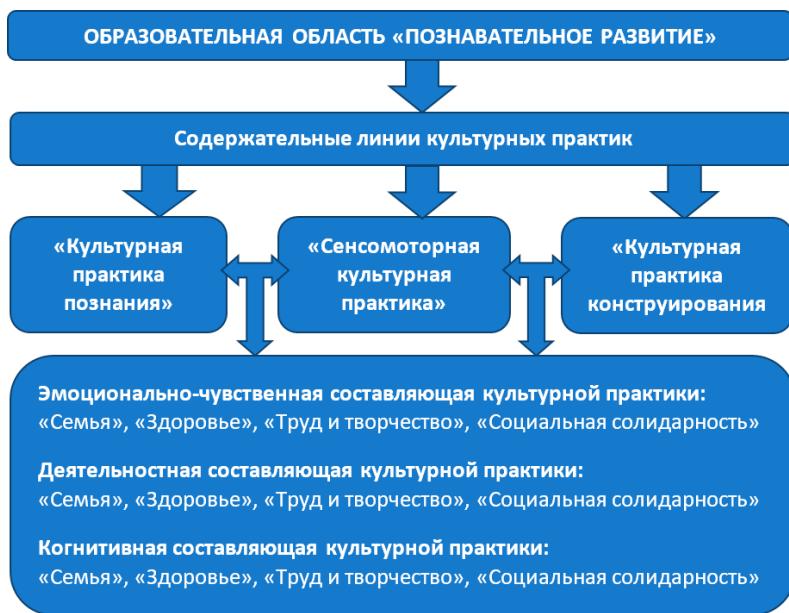 ОБРАЗОВАТЕЛЬНАЯ ОБЛАСТЬ «ПОЗНАВАТЕЛЬНОЕ РАЗВИТИЕ»
Содержательные линии культурных практик
«Культурная
практика
познания»
«Сенсомоторная
культурная
практика»
«Культурная
практика
конструирования
Эмоционально-чувственная составляющая культурной практики:
«Семья», «Здоровье», «Труд и творчество», «Социальная солидарность»
Деятельностная составляющая культурной практики:
«Семья», «Здоровье», «Труд и творчество», «Социальная солидарность»
Когнитивная составляющая культурной практики:
«Семья», «Здоровье», «Труд и творчество», «Социальная солидарность»